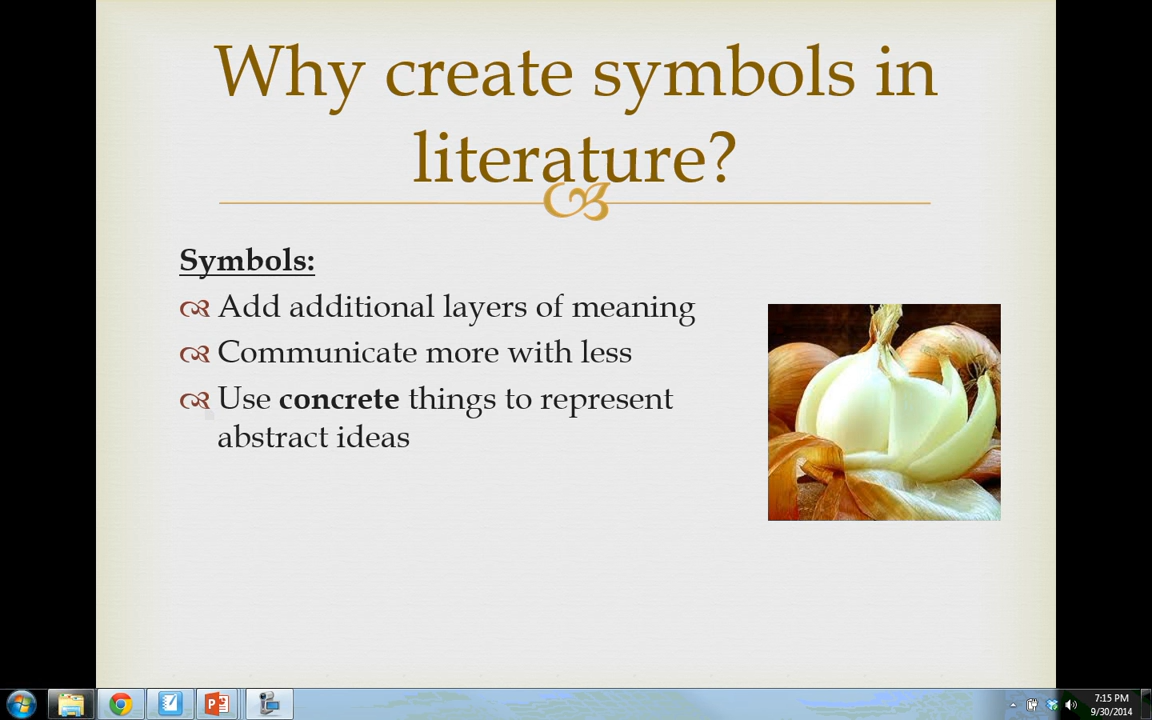 Why create symbols in
literature?
Symbols:
Add additional layers of meaning
Communicate more with less
Use concrete things to represent
abstract ideas
7:15 PM
9/30/2014